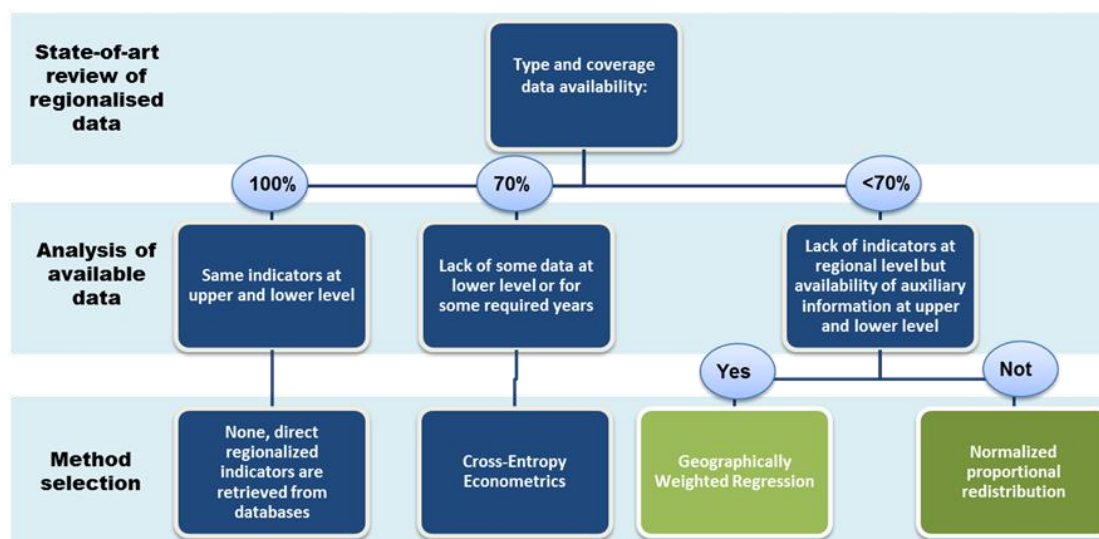 State-of-art
review of
regionalised
data
Type and coverage
data availability:
100%
70%
<70%
Analysis of
available
data
Same indicators at
upper and lower level
Lack of some data at
lower level or for
some required years
Lack of indicators at
regional level but
availability of auxiliary
information at upper
and lower level
Yes
Not
Method
selection
None, direct
regionalized
indicators are
retrieved from
databases
Cross-Entropy
Econometrics
Geographically
Weighted Regression
Normalized
proportional
redistribution